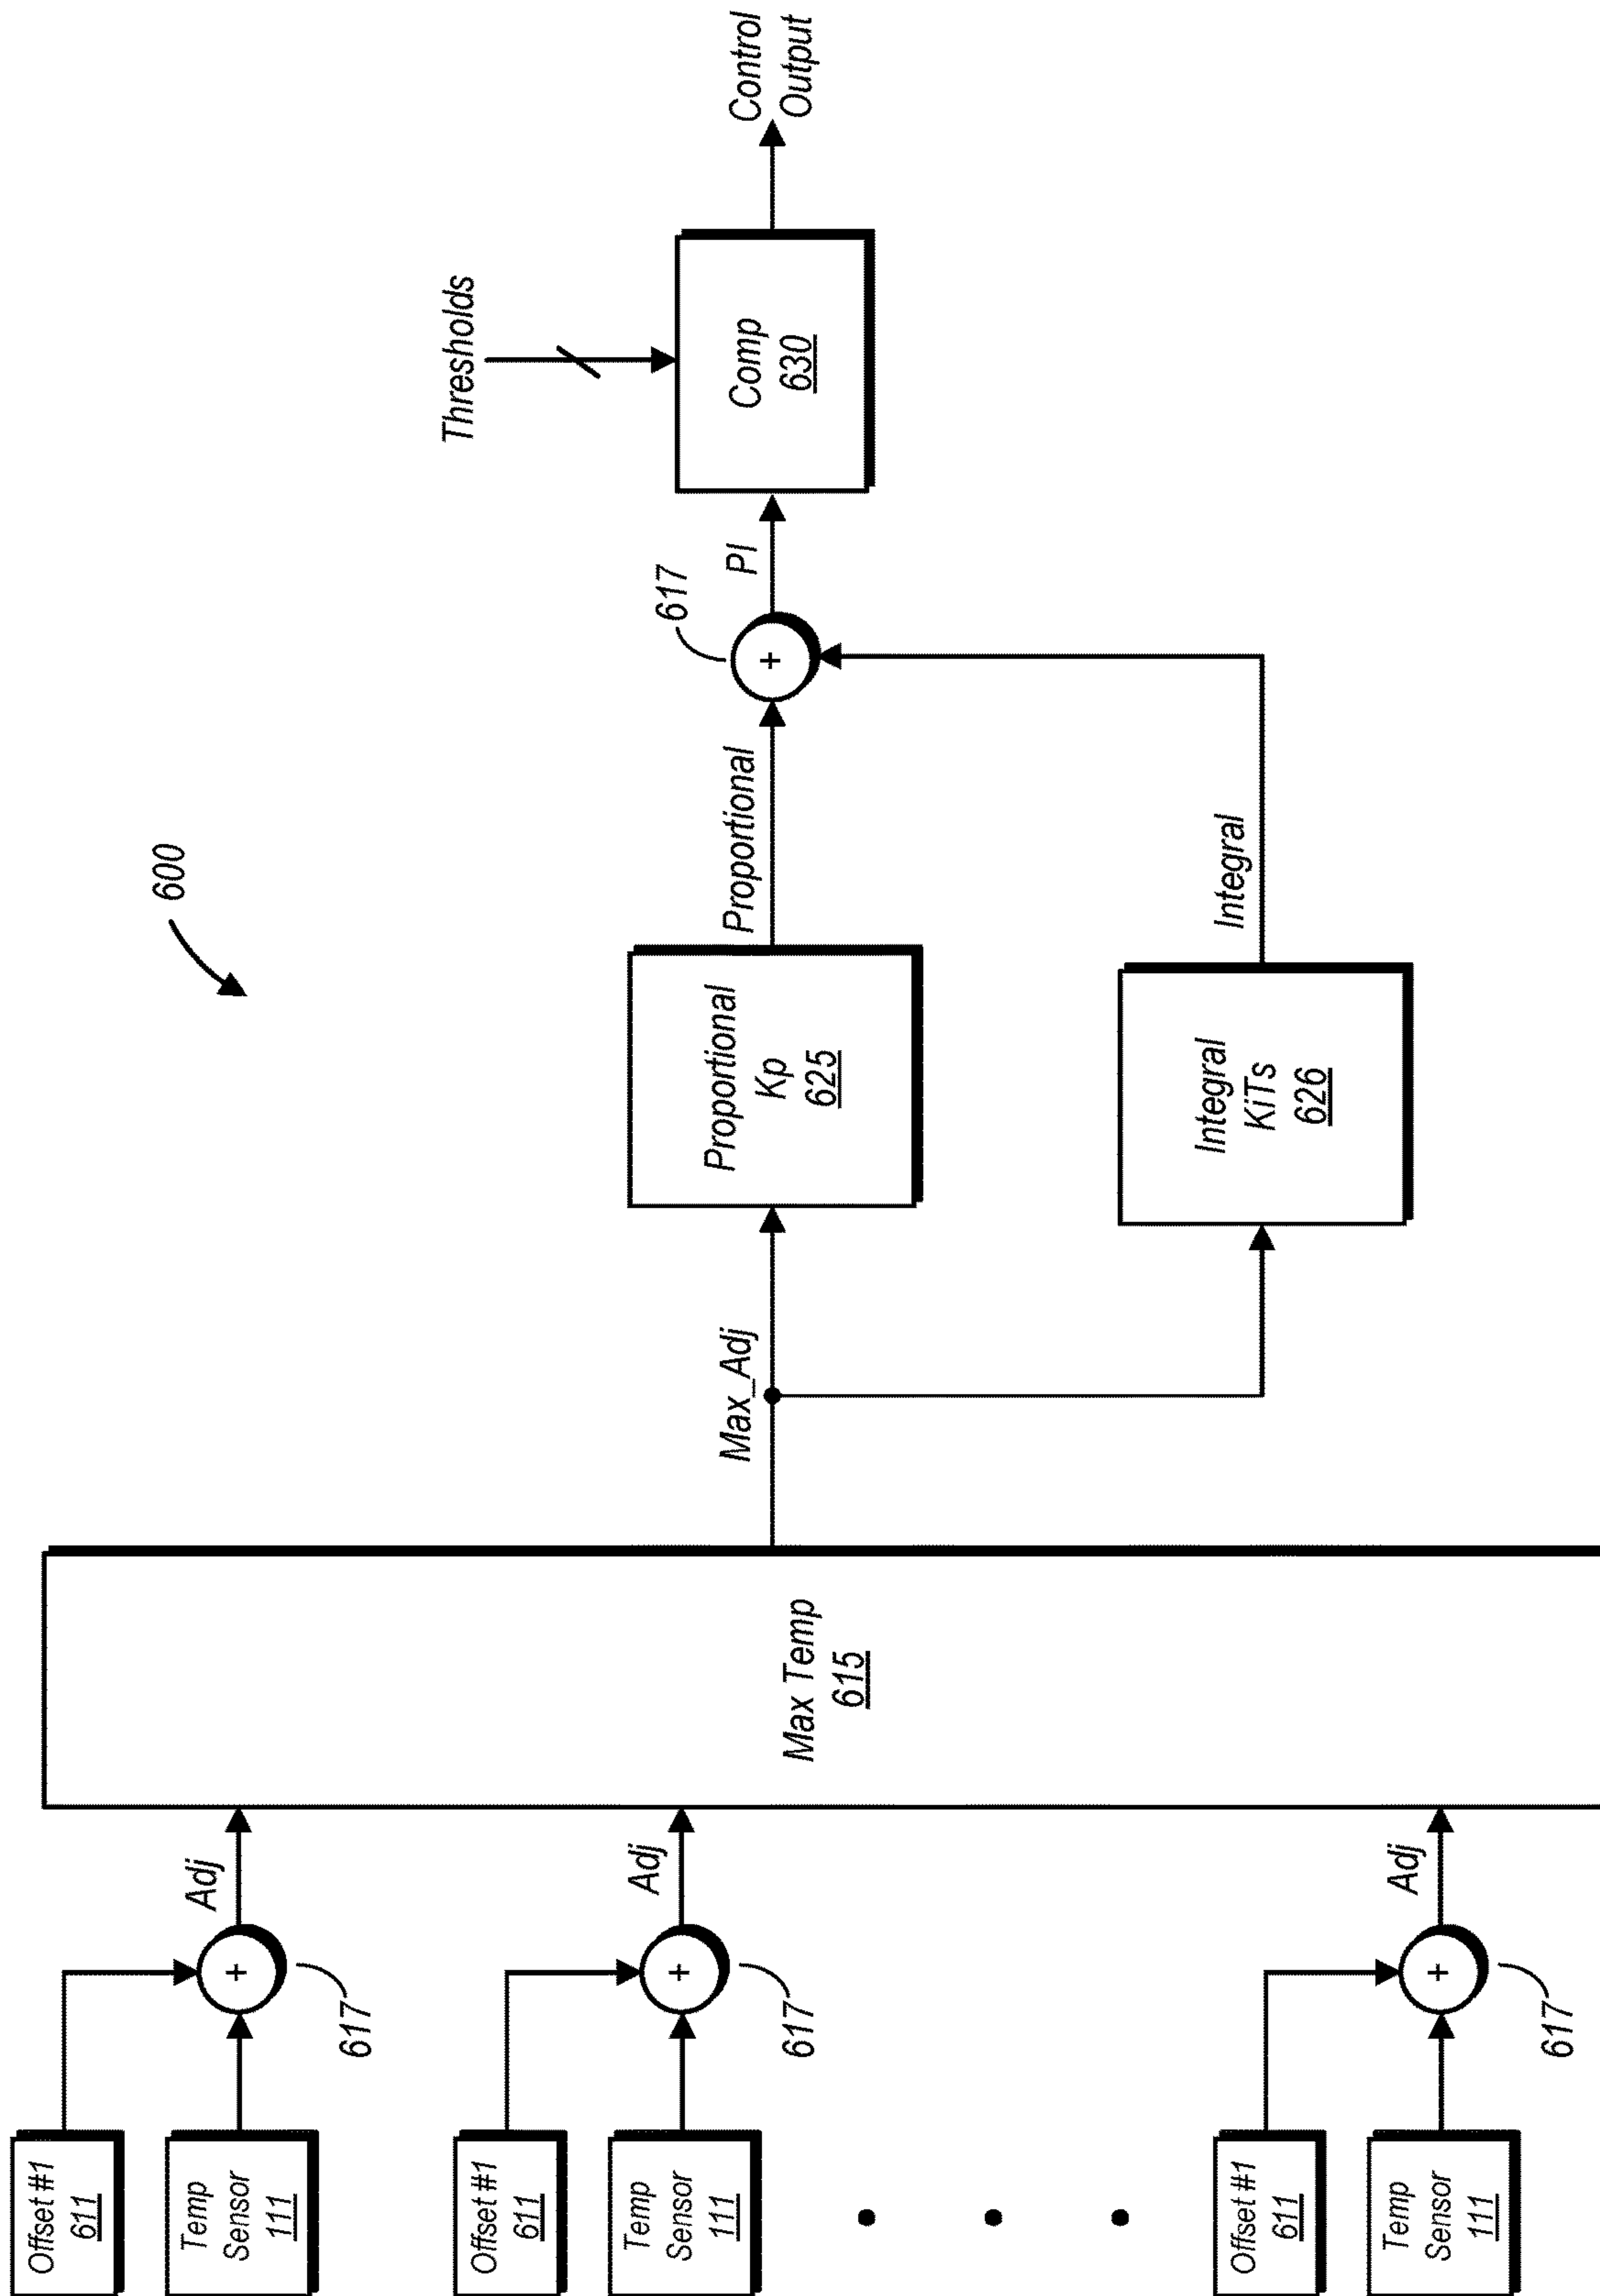 600
Offset #1
611
Temp
Sensor
111
617
Adj
Offset #1
611
Temp
Sensor
111
617
Adj
Offset #1
611
Temp
Sensor
111
617
Adj
Max Temp
615
Max_Adj
Proportional
Kp
625
Proportional
Integral
KiTs
626
Integral
617
PI
Thresholds
Comp
630
Control
Output
+
+
+
+